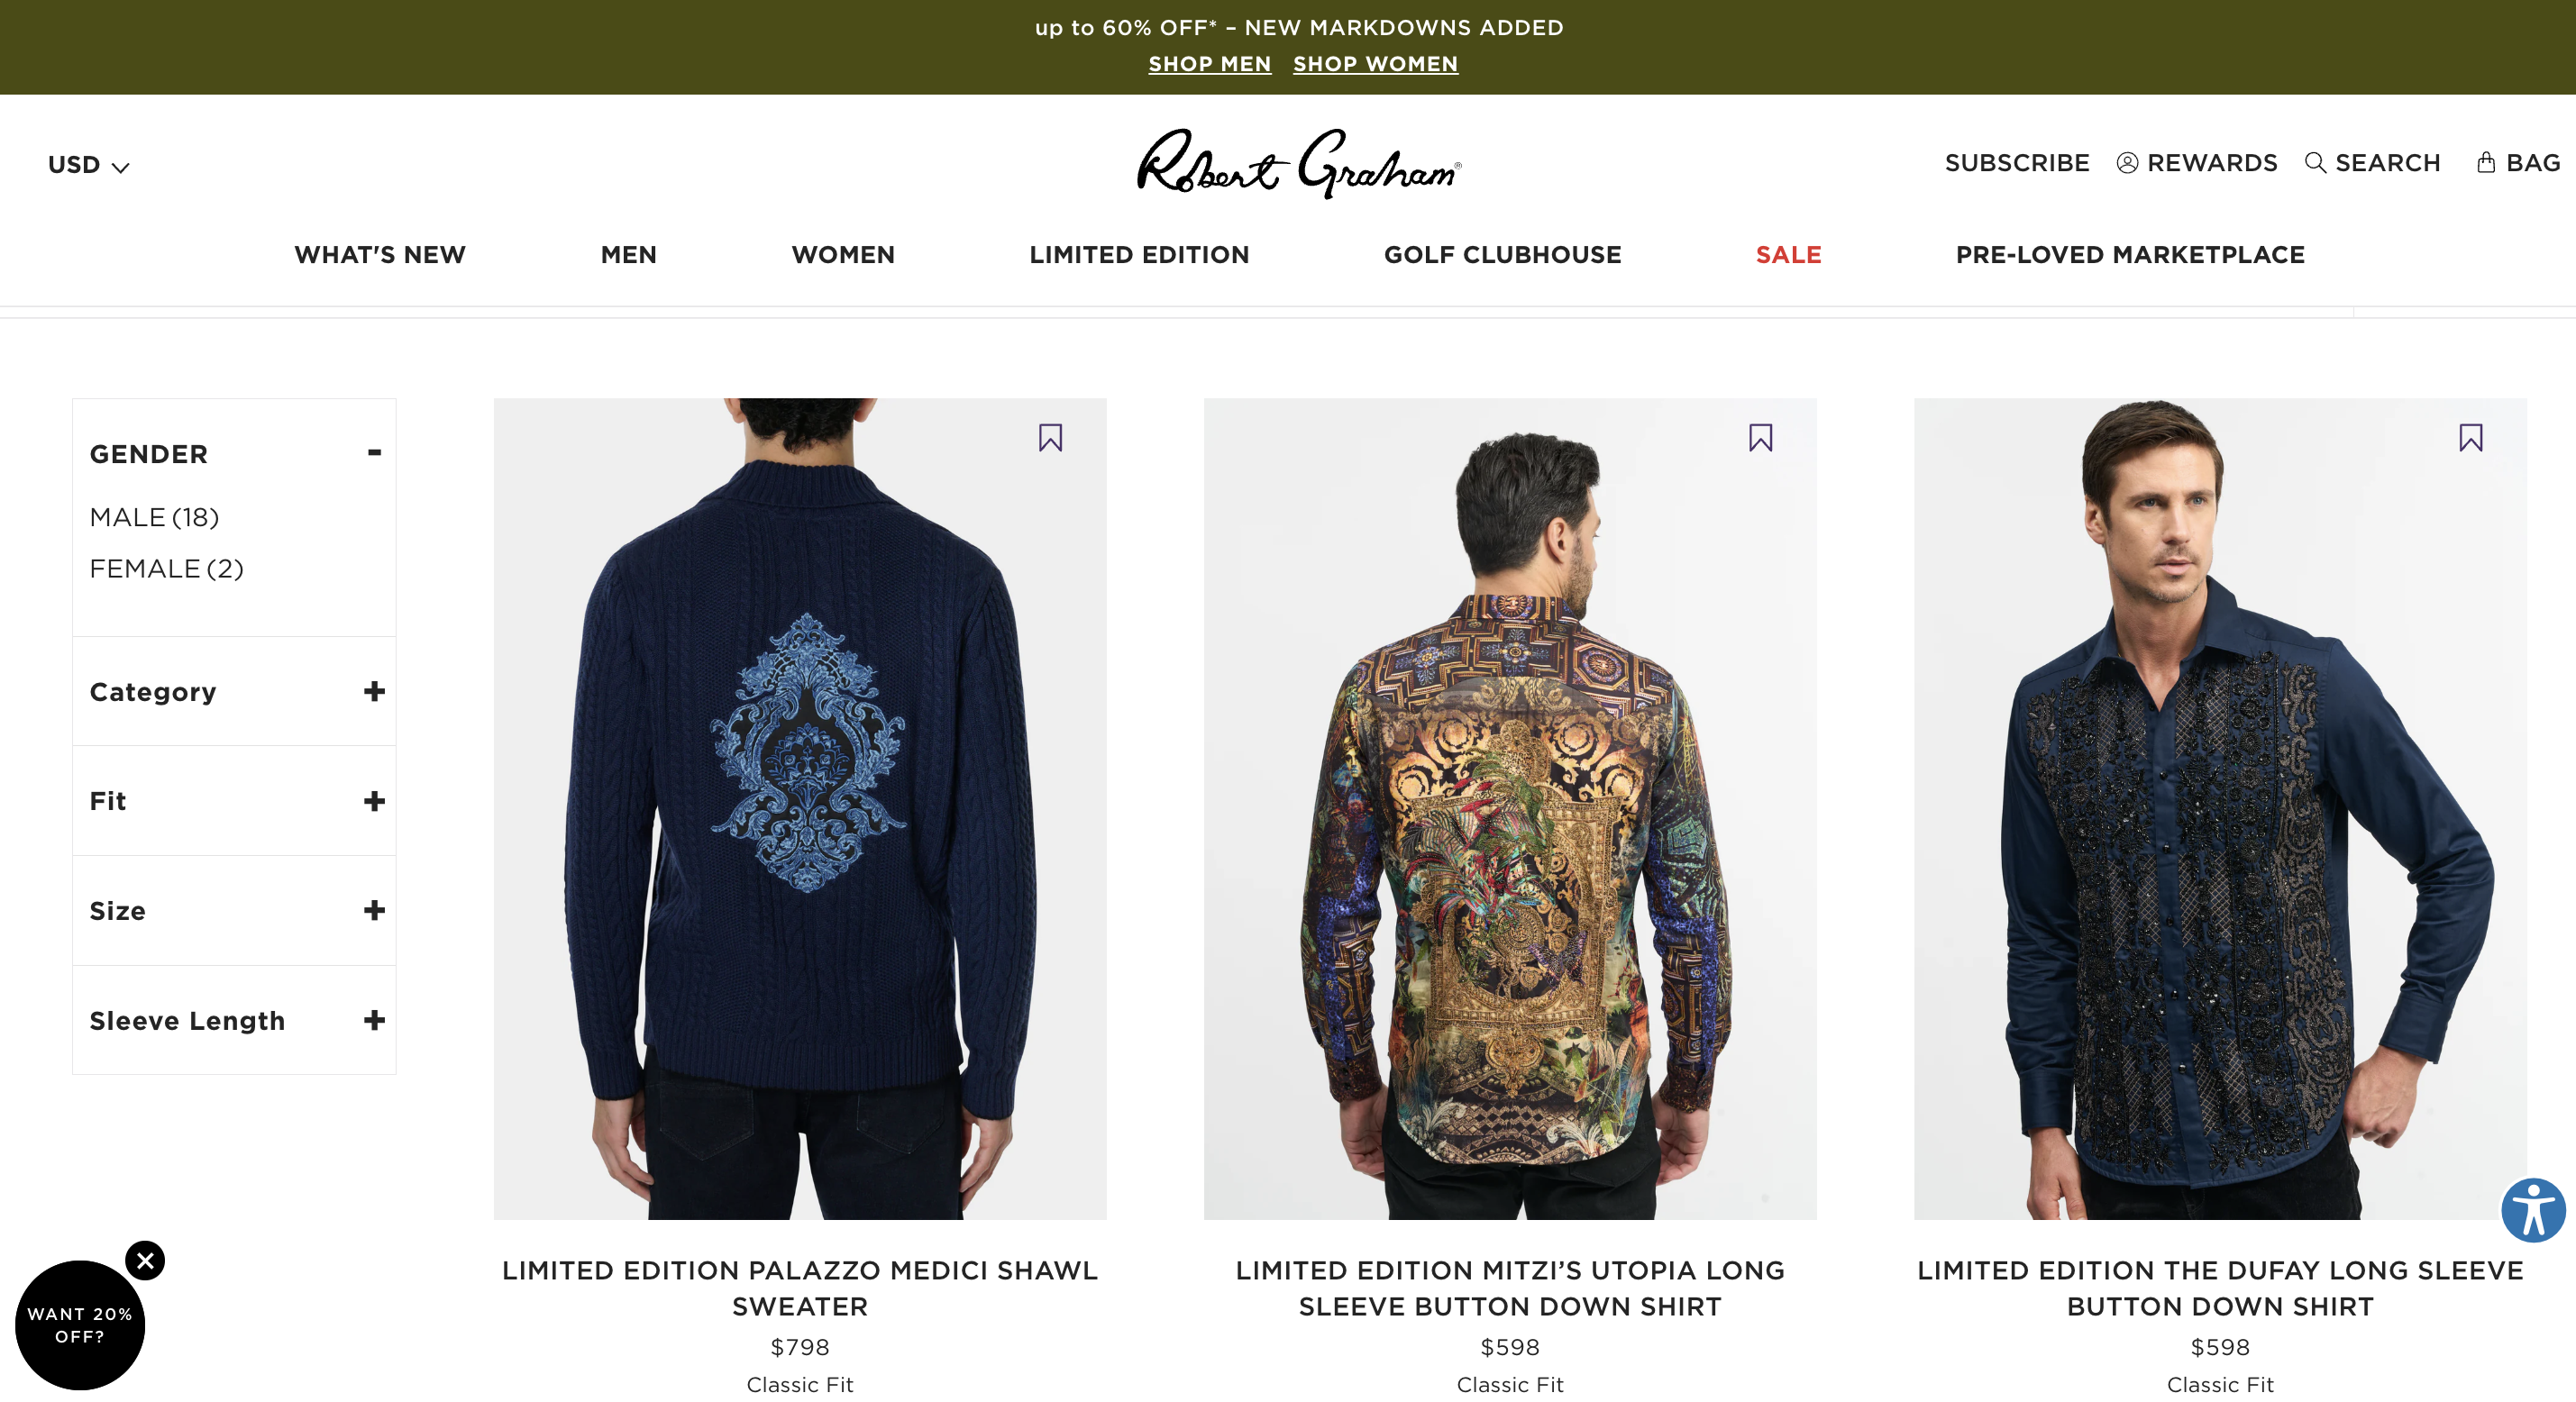 up to 60% OFF* – NEW MARKDOWNS ADDED
SHOP MEN SHOP WOMEN
USD
Robert Graham®
SUBSCRIBE REWARDS SEARCH BAG
WHAT'S NEW MEN WOMEN LIMITED EDITION GOLF CLUBHOUSE SALE PRE-LOVED MARKETPLACE
GENDER -
MALE (18)
FEMALE (2)
Category +
Fit +
Size +
Sleeve Length +
WANT 20%
OFF?
LIMITED EDITION PALAZZO MEDICI SHAWL
SWEATER
$798
Classic Fit
LIMITED EDITION MITZI’S UTOPIA LONG
SLEEVE BUTTON DOWN SHIRT
$598
Classic Fit
LIMITED EDITION THE DUFAY LONG SLEEVE
BUTTON DOWN SHIRT
$598
Classic Fit